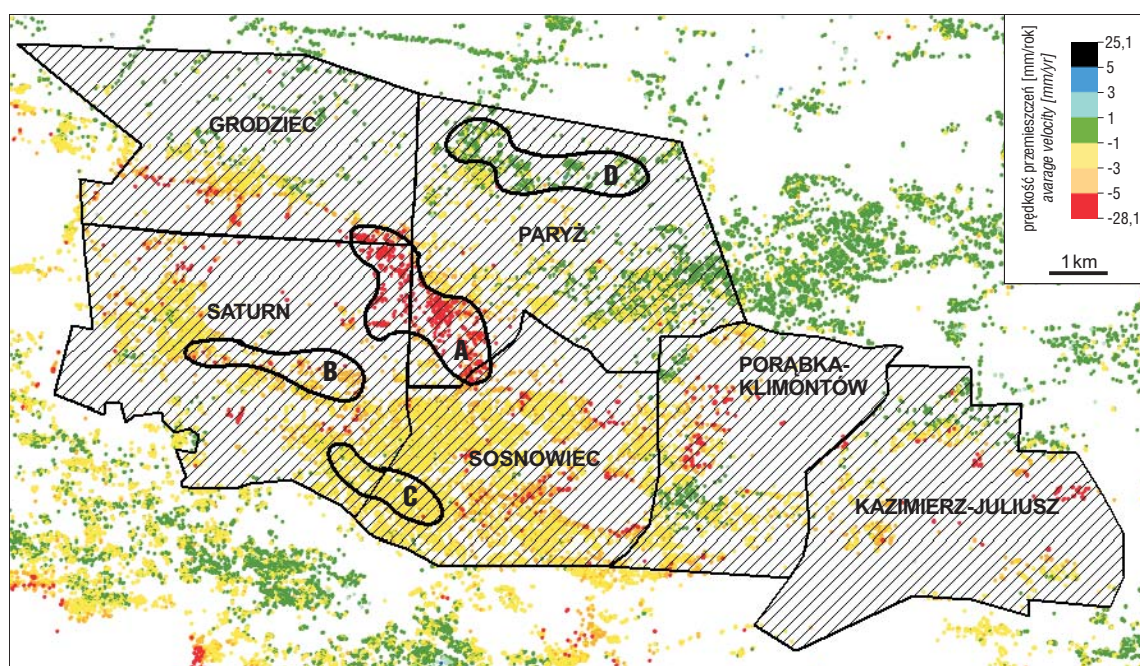 GRODZIEC
D
PARYŻ
SATURN
A
B
PORĄBKA-
KLIMONTÓW
SOSNOWIEC
C
KAZIMIERZ-JULIUSZ
prędkość przemieszczeń [mm/rok]
avarage velocity [mm/yr]
25,1
5
3
1
-1
-3
-5
-28,1
1 km